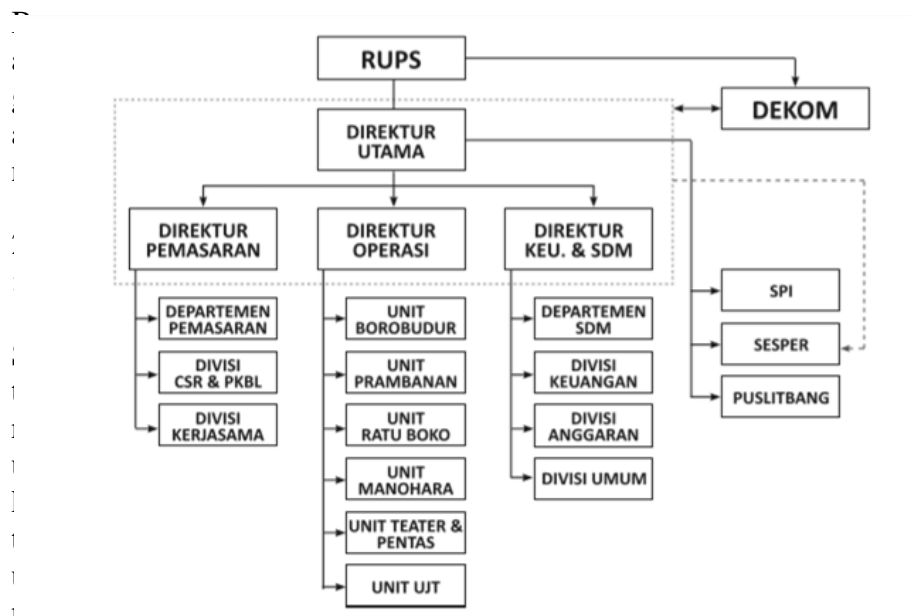 RUPS
DEKOM
DIREKTUR
UTAMA
DIREKTUR
PEMASARAN
DIREKTUR
OPERASI
DIREKTUR
KEU. & SDM
DEPARTEMEN
PEMASARAN
DIVISI
CSR & PKBL
DIVISI
KERJASAMA
UNIT
BOROBUDUR
UNIT
PRAMBANAN
UNIT
RATU BOKO
UNIT
MANOHARA
UNIT TEATER &
PENTAS
UNIT UJT
DEPARTEMEN
SDM
DIVISI
KEUANGAN
DIVISI
ANGGARAN
DIVISI UMUM
SPI
SESPER
PUSLITBANG